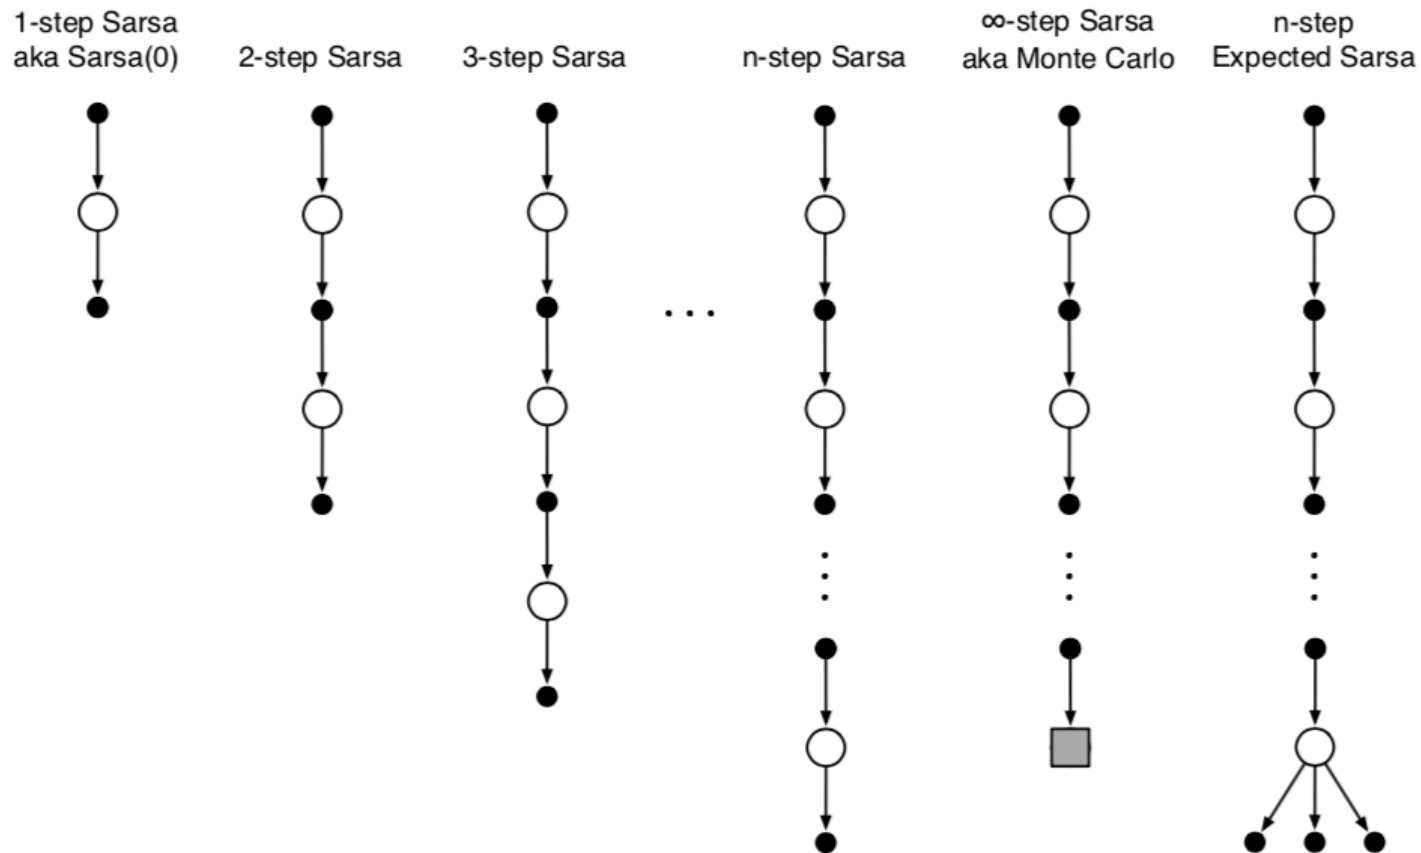 1-step Sarsa
aka Sarsa(0)
2-step Sarsa
3-step Sarsa
n-step Sarsa
∞-step Sarsa
aka Monte Carlo
n-step
Expected Sarsa